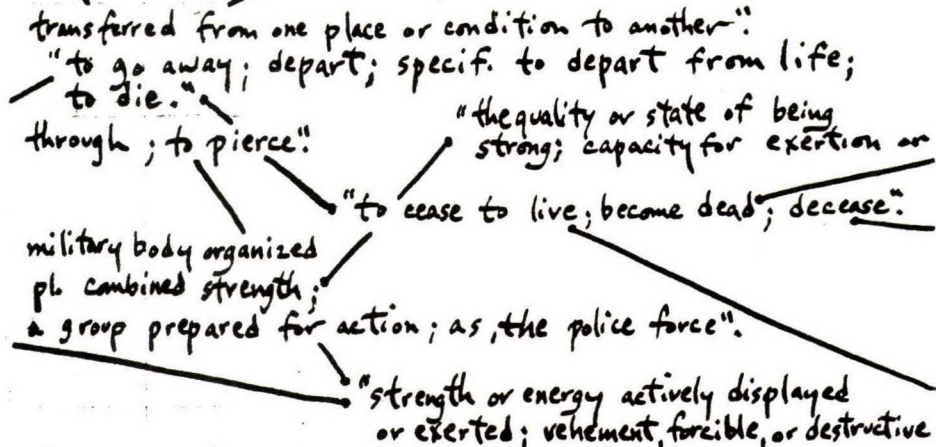 transferred from one place or condition to another".
"to go away; depart; specif. to depart from life;
to die."
through; to pierce".
"the quality or state of being
strong; capacity for exertion or
"to cease to live; become dead"; decease".
military body organized
pl. combined strength;
a group prepared for action; as, the police force".
"strength or energy actively displayed
or exerted; vehement, forcible, or destructive